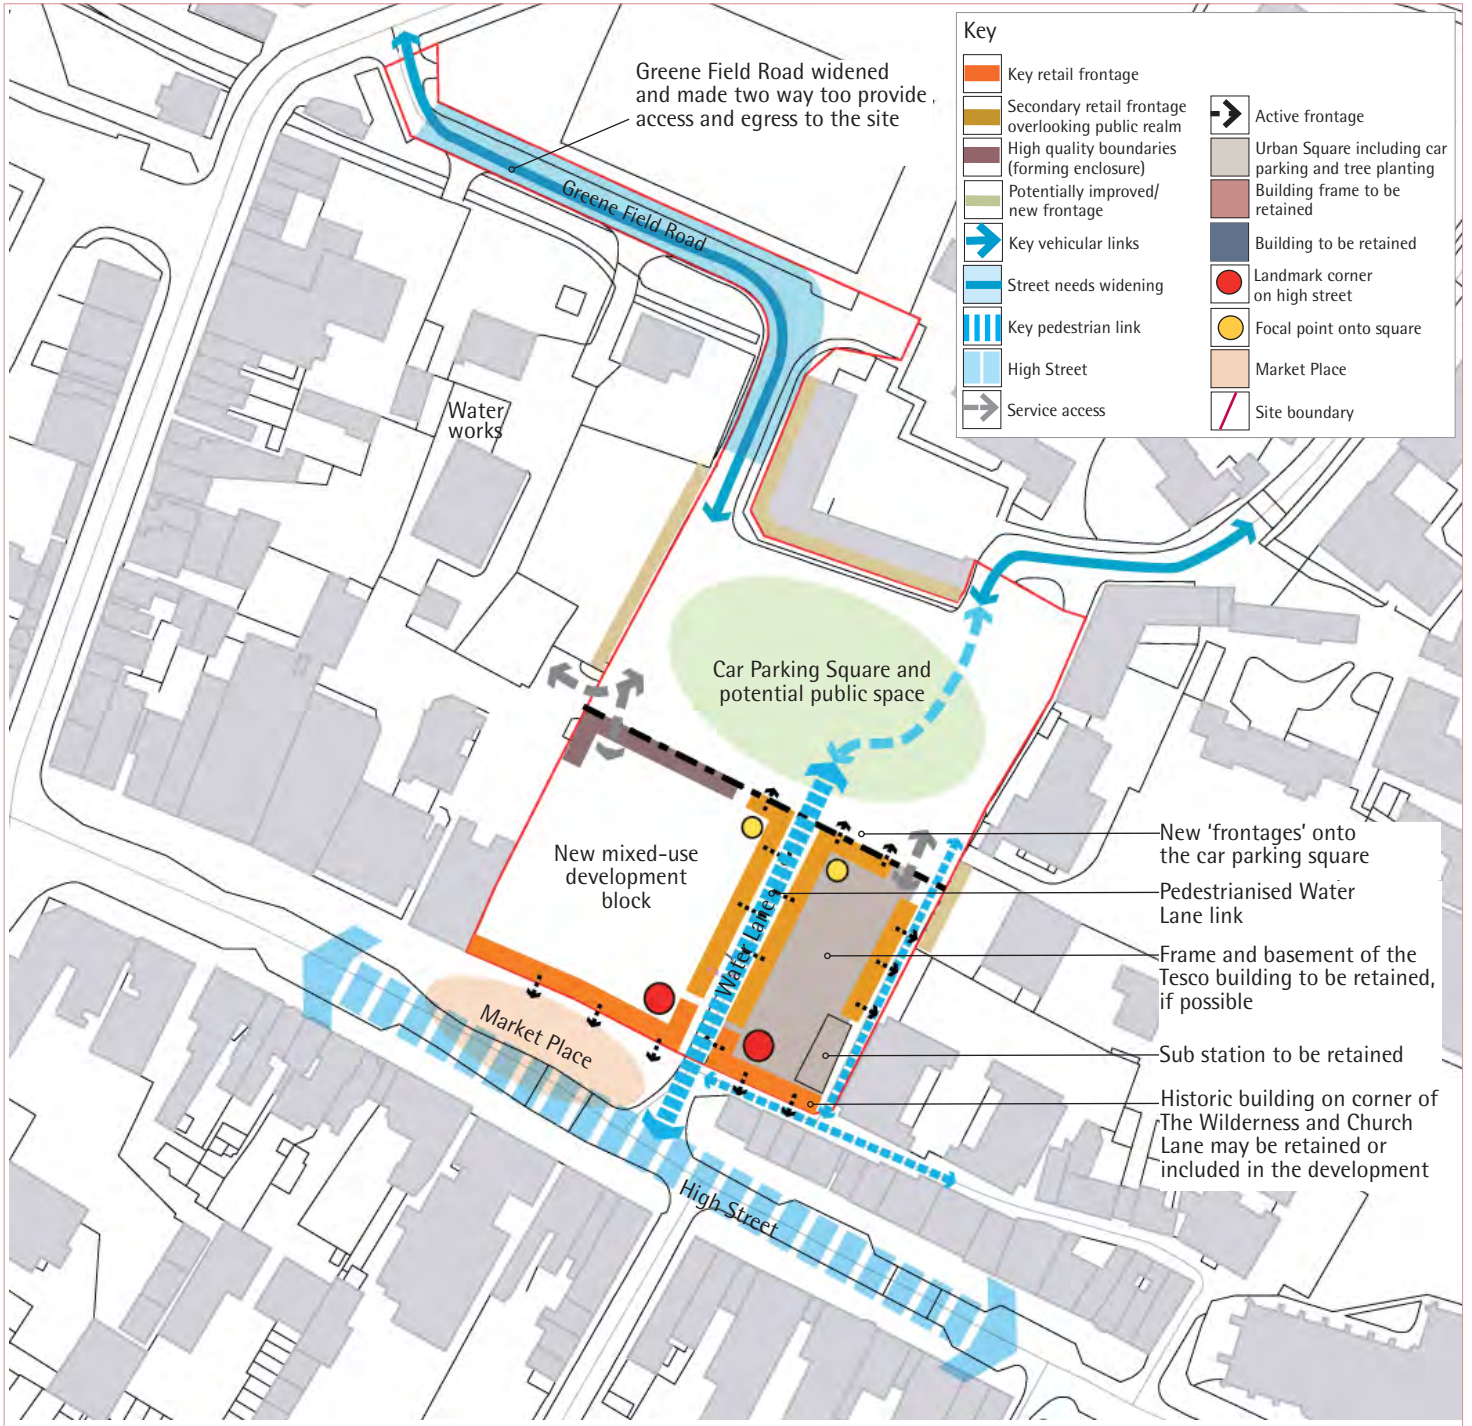 Key
Key retail frontage
Secondary retail frontage
overlooking public realm
High quality boundaries
(forming enclosure)
Potentially improved/
new frontage
Key vehicular links
Street needs widening
Key pedestrian link
High Street
Service access
Active frontage
Urban Square including car
parking and tree planting
Building frame to be
retained
Building to be retained
Landmark corner
on high street
Focal point onto square
Market Place
Site boundary
Greene Field Road widened
and made two way too provide
access and egress to the site
Greene Field Road
Water
works
Car Parking Square and
potential public space
New mixed-use
development
block
Water Lane
Market Place
High Street
New ‘frontages’ onto
the car parking square
Pedestrianised Water
Lane link
Frame and basement of the
Tesco building to be retained,
if possible
Sub station to be retained
Historic building on corner of
The Wilderness and Church
Lane may be retained or
included in the development